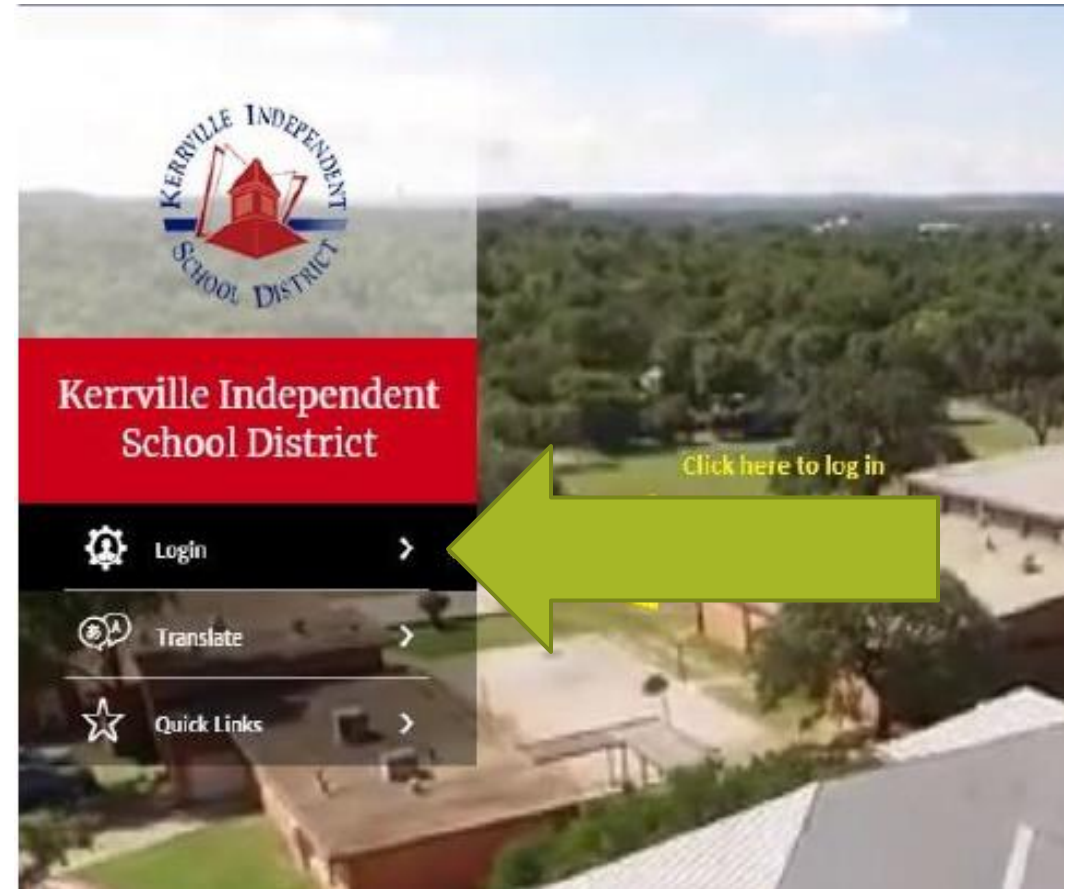 KERRVILLE INDEPENDENT
SCHOOL DISTRICT
Kerrville Independent
School District
Click here to log in
Login
Translate
Quick Links